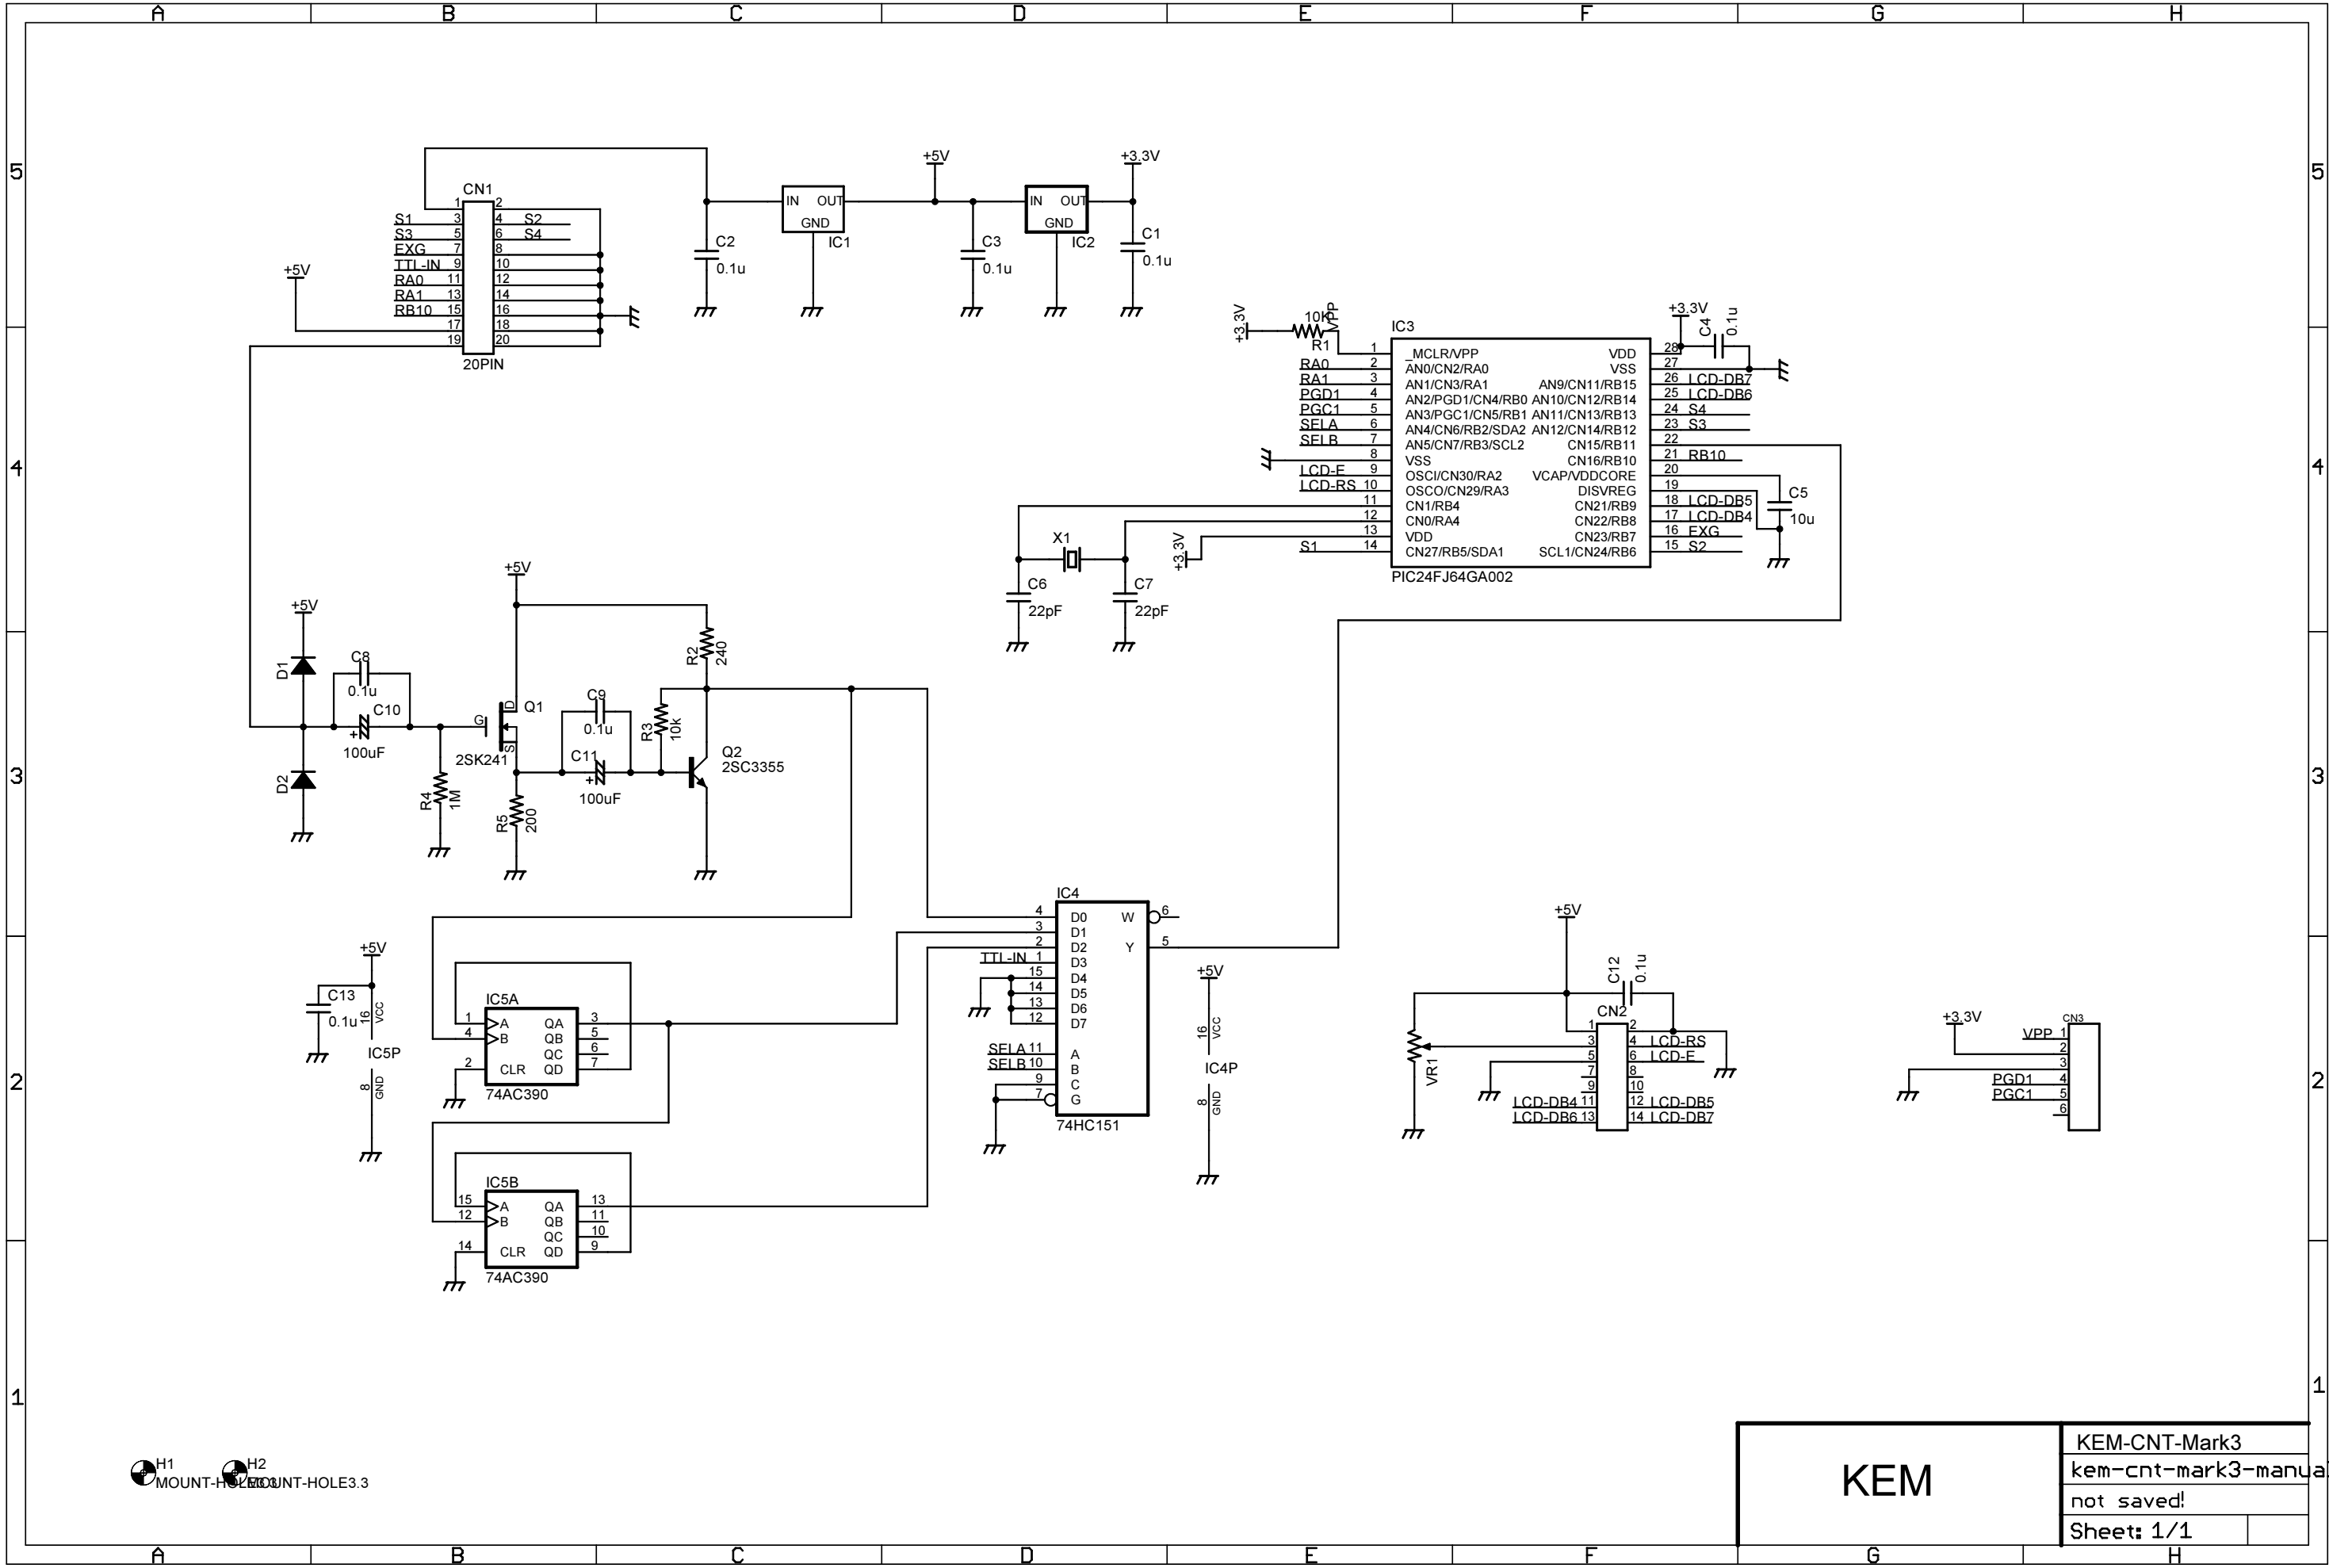 A B C D E F G H
5 5
4 4
3 3
2 2
1 1
A B C D E F G H
CN1
1 2
S1 3 4 S2
S3 5 6 S4
EXG 7 8
TTL-IN 9 10
RA0 11 12
RA1 13 14
RB10 15 16
17 18
19 20
20PIN
+5V
C2
0.1u
IN OUT
GND
IC1
+5V
C3
0.1u
IN OUT
GND
IC2
+3.3V
C1
0.1u
+3.3V
10K
VPP
R1
IC3
+3.3V
C4
0.1u
1 _MCLR/VPP VDD 28
RA0 2 AN0/CN2/RA0 VSS 27
RA1 3 AN1/CN3/RA1 AN9/CN11/RB15 26 LCD-DB7
PGD1 4 AN2/PGD1/CN4/RB0 AN10/CN12/RB14 25 LCD-DB6
PGC1 5 AN3/PGC1/CN5/RB1 AN11/CN13/RB13 24 S4
SELA 6 AN4/CN6/RB2/SDA2 AN12/CN14/RB12 23 S3
SELB 7 AN5/CN7/RB3/SCL2 CN15/RB11 22
8 VSS CN16/RB10 21 RB10
LCD-E 9 OSCI/CN30/RA2 VCAP/VDDCORE 20
LCD-RS 10 OSCO/CN29/RA3 DISVREG 19
11 CN1/RB4 CN21/RB9 18 LCD-DB5
12 CN0/RA4 CN22/RB8 17 LCD-DB4
13 VDD CN23/RB7 16 EXG
S1 14 CN27/RB5/SDA1 SCL1/CN24/RB6 15 S2
PIC24FJ64GA002
C5
10u
X1
+3.3V
C6
22pF
C7
22pF
+5V
D1
D2
C8
0.1u
C10
+
100uF
+5V
G D S
Q1
2SK241
R4
1M
R5
200
C9
0.1u
C11
+
100uF
R2
240
R3
10k
Q2
2SC3355
IC4
4 D0 W 6
3 D1
2 D2 Y 5
TTL-IN 1 D3
15 D4
14 D5
13 D6
12 D7
SELA 11 A
SELB 10 B
9 C
7 G
74HC151
+5V
16 VCC
IC4P
8 GND
+5V
C13
0.1u
16 VCC
IC5P
8 GND
IC5A
1 A QA 3
4 B QB 5
QC 6
2 CLR QD 7
74AC390
IC5B
15 A QA 13
12 B QB 11
QC 10
14 CLR QD 9
74AC390
+5V
C12
0.1u
VR1
CN2
1 2
3 4 LCD-RS
5 6 LCD-E
7 8
9 10
LCD-DB4 11 12 LCD-DB5
LCD-DB6 13 14 LCD-DB7
+3.3V
CN3
VPP 1
2
3
PGD1 4
PGC1 5
6
H1
MOUNT-HOLE3.3
H2
MOUNT-HOLE3.3
KEM
KEM-CNT-Mark3
kem-cnt-mark3-manual
not saved!
Sheet: 1/1